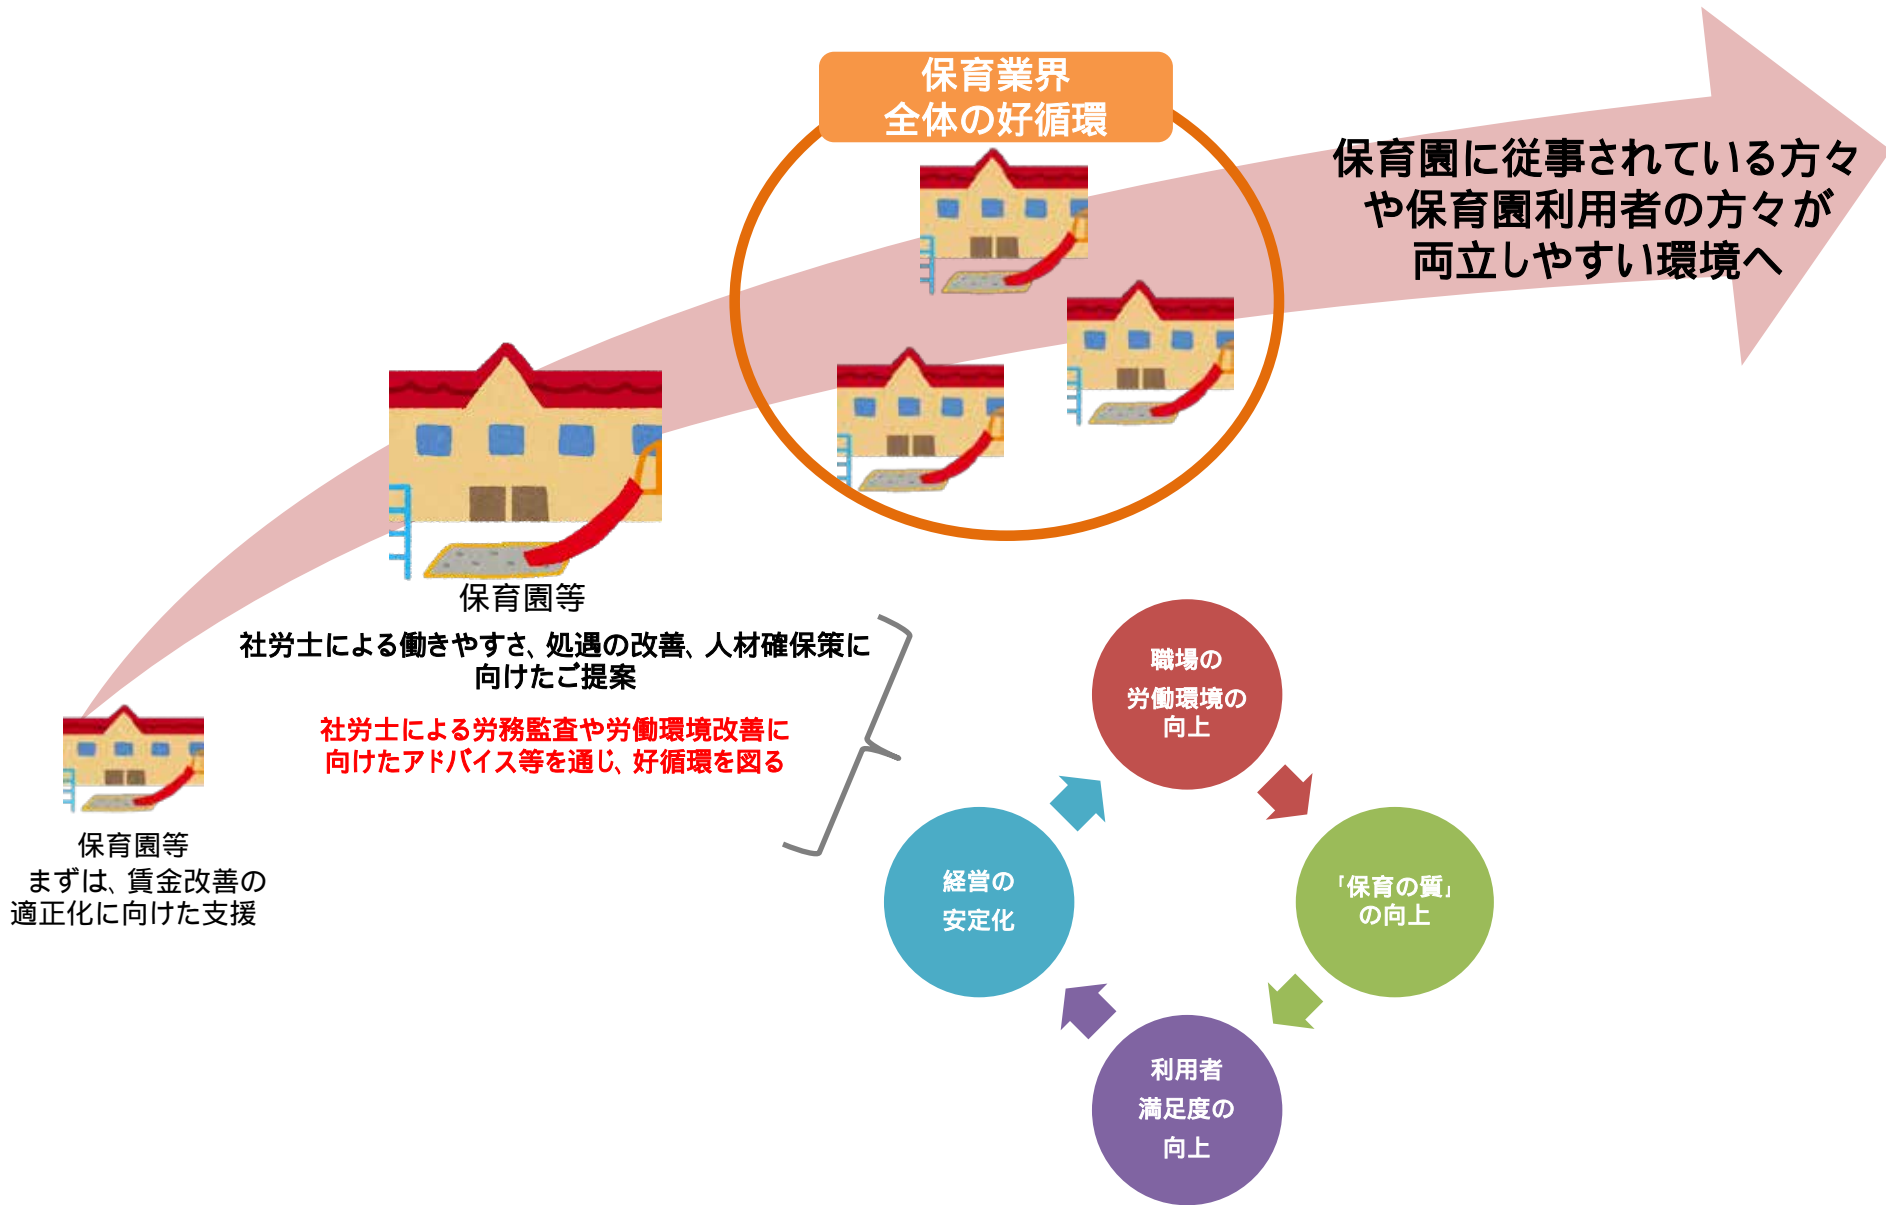 保育業界
全体の好循環
保育園に従事されている方々
や保育園利用者の方々が
両立しやすい環境へ
保育園等
社労士による働きやすさ、処遇の改善、人材確保策に
向けたご提案
社労士による労務監査や労働環境改善に
向けたアドバイス等を通じ、好循環を図る
保育園等
まずは、賃金改善の
適正化に向けた支援
職場の
労働環境の
向上
「保育の質」
の向上
利用者
満足度の
向上
経営の
安定化